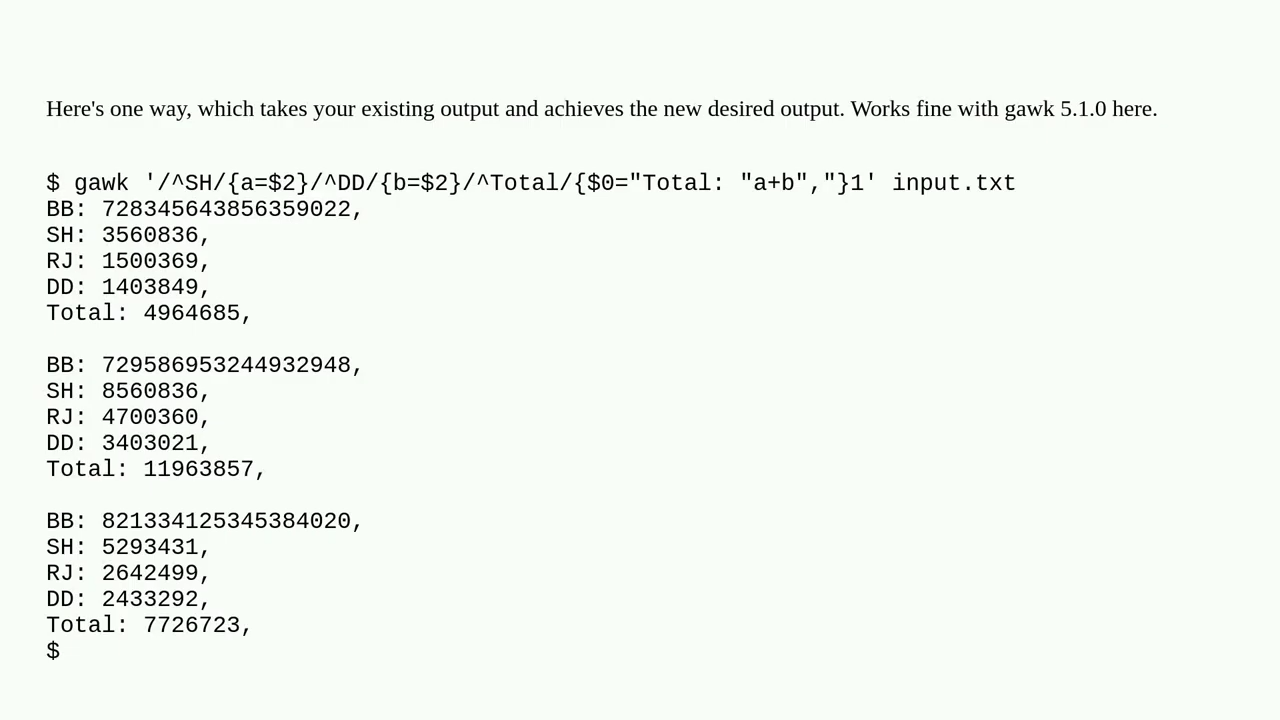 Here's one way, which takes your existing output and achieves the new desired output. Works fine with gawk 5.1.0 here.
$ gawk '/^SH/{a=$2}/^DD/{b=$2}/^Total/{$0="Total: "a+b","}1' input.txt
BB: 728345643856359022,
SH: 3560836,
RJ: 1500369,
DD: 1403849,
Total: 4964685,
BB: 729586953244932948,
SH: 8560836,
RJ: 4700360,
DD: 3403021,
Total: 11963857,
BB: 821334125345384020,
SH: 5293431,
RJ: 2642499,
DD: 2433292,
Total: 7726723,
$